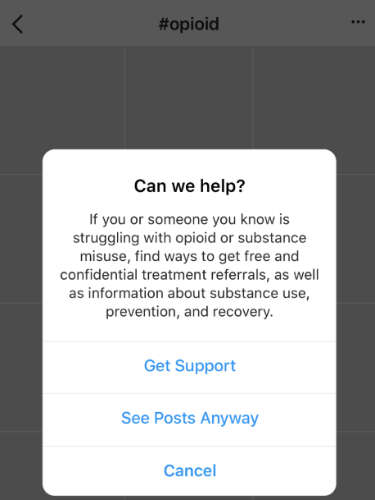 #opioid
Can we help?
If you or someone you know is
struggling with opioid or substance
misuse, find ways to get free and
confidential treatment referrals, as well
as information about substance use,
prevention, and recovery.
Get Support
See Posts Anyway
Cancel